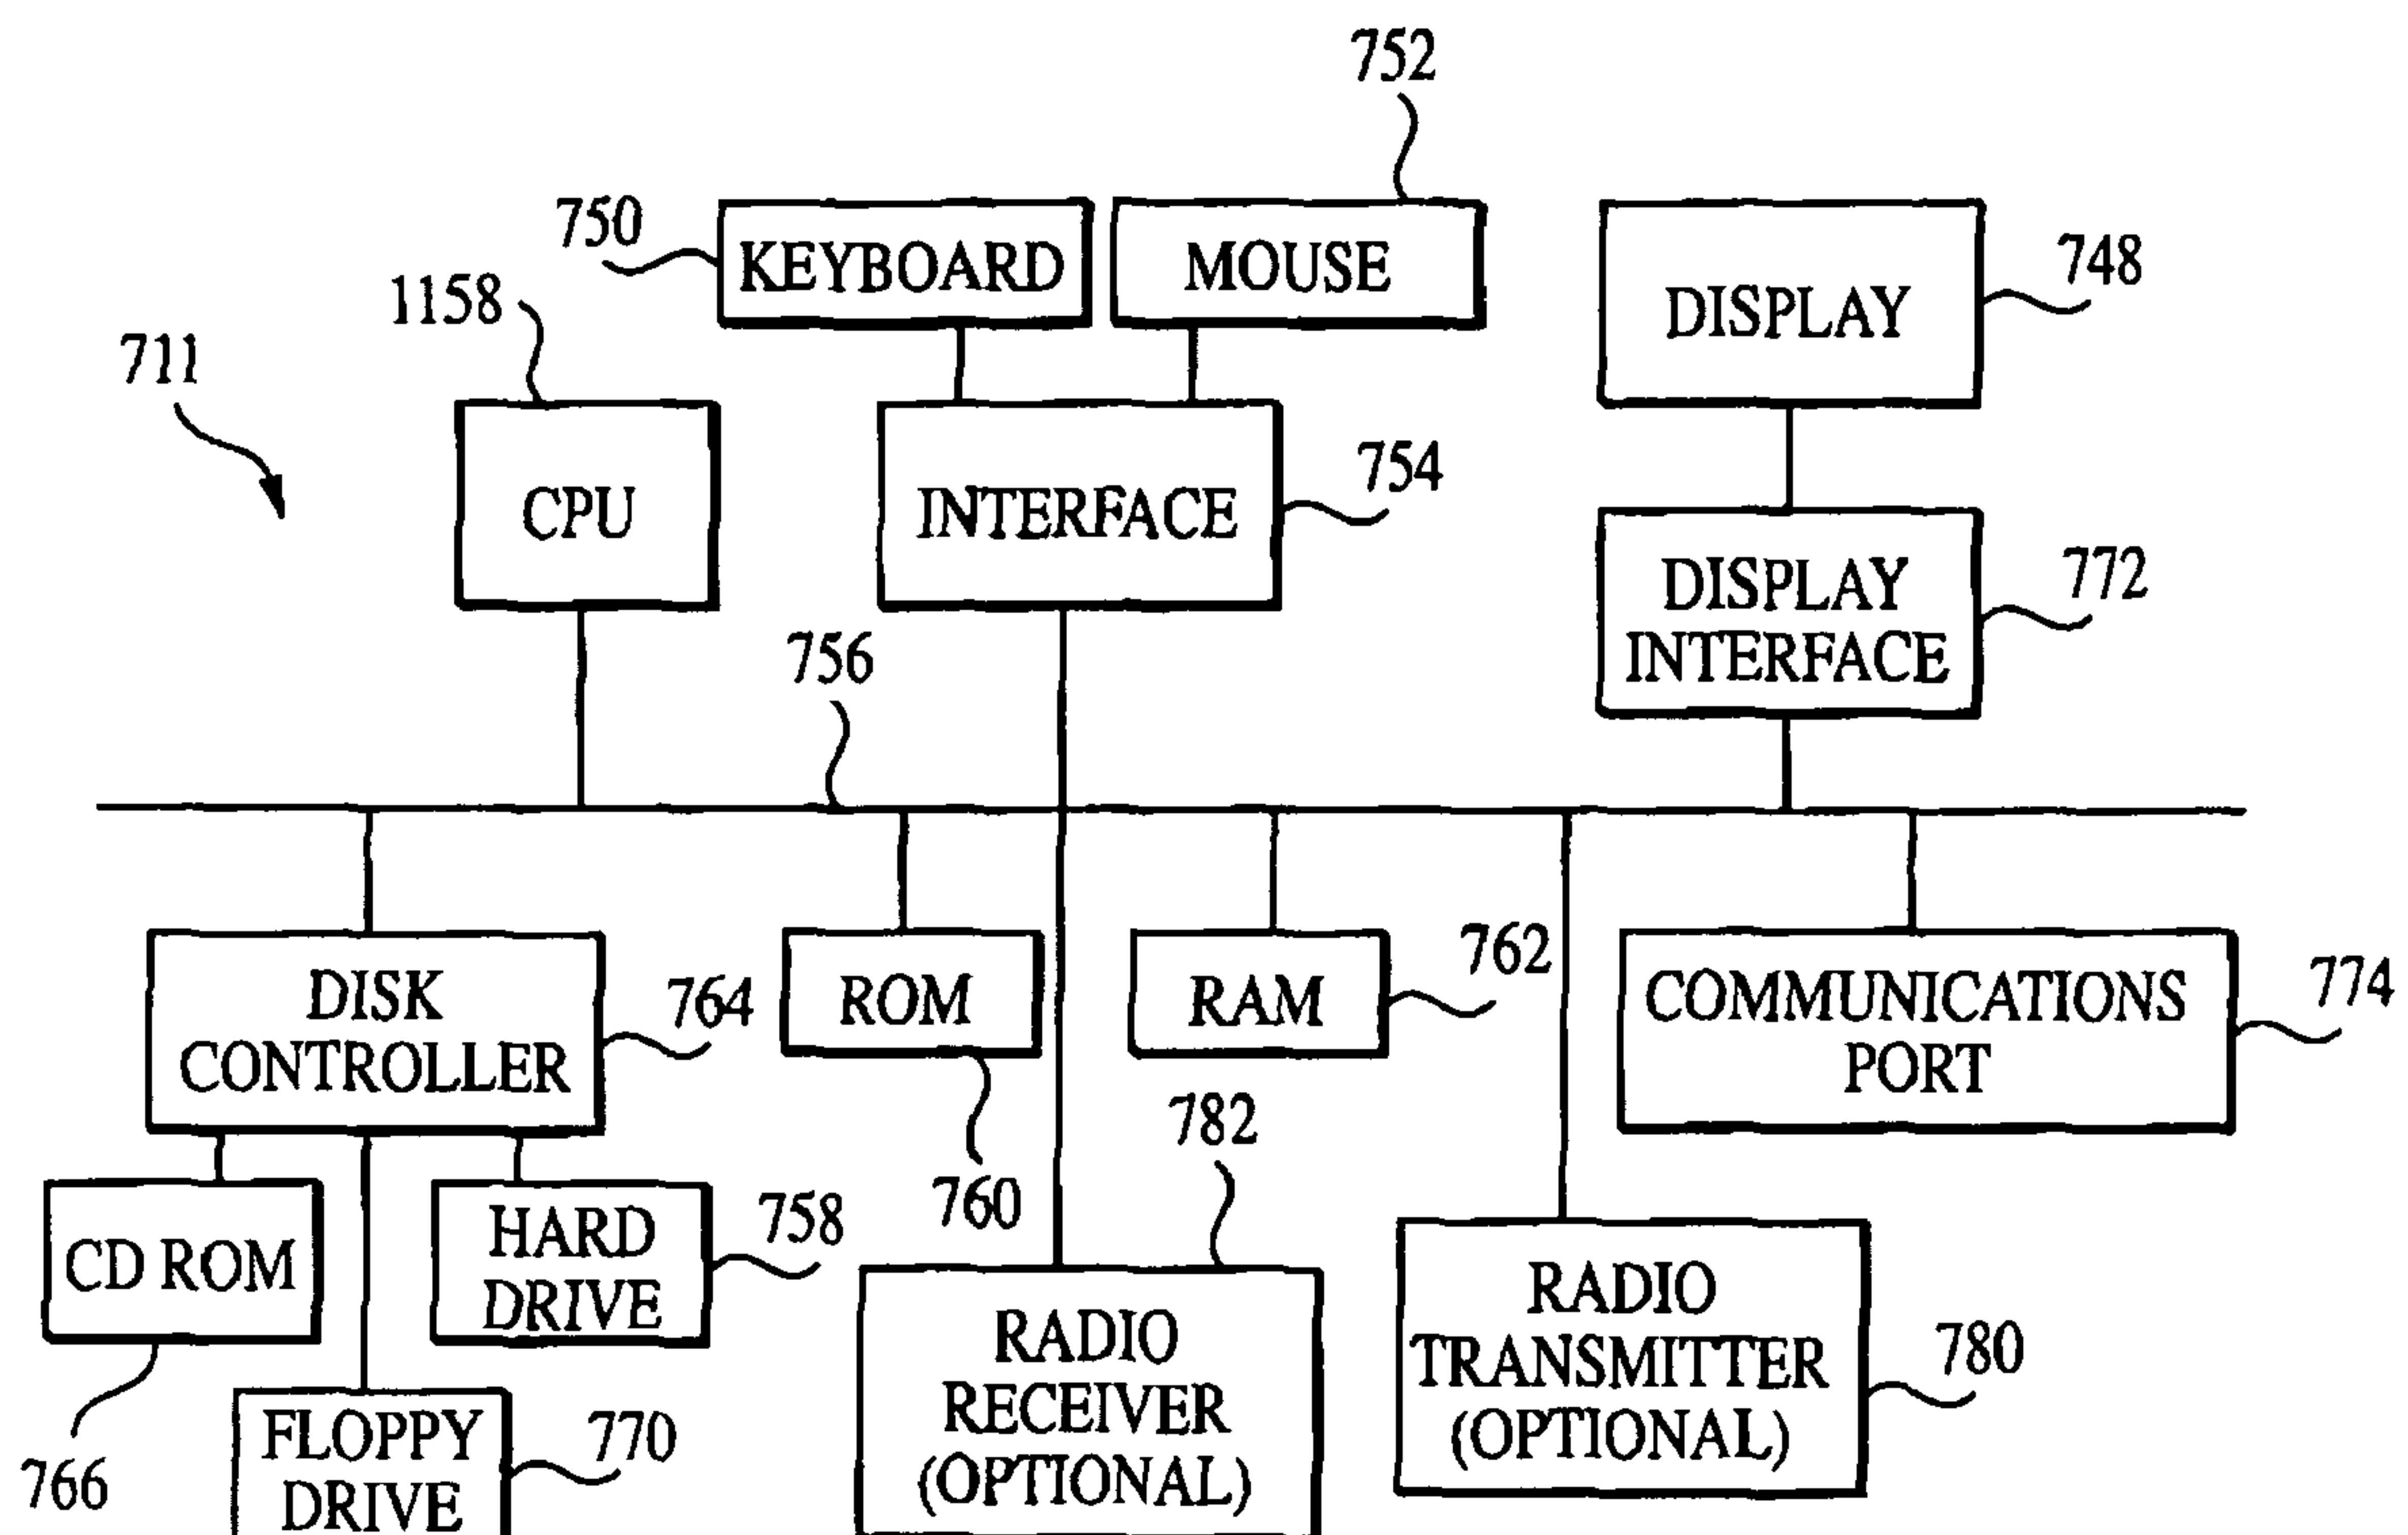 752
750
KEYBOARD
MOUSE
748
DISPLAY
1158
711
CPU
INTERFACE
754
DISPLAY
INTERFACE
772
756
DISK
CONTROLLER
764
ROM
760
RAM
762
COMMUNICATIONS
PORT
774
782
CD ROM
766
HARD
DRIVE
758
FLOPPY
DRIVE
770
RADIO
RECEIVER
(OPTIONAL)
RADIO
TRANSMITTER
(OPTIONAL)
780